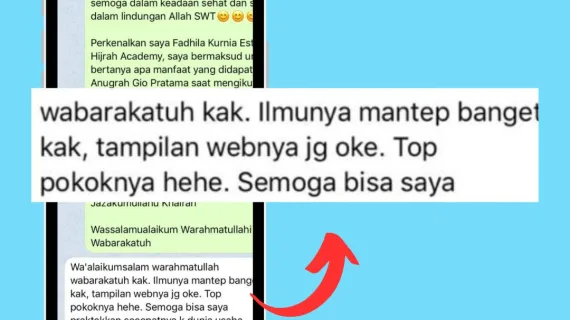 semoga dalam keadaan sehat dan
dalam lindungan Allah SWT😊😊😊
Perkenalkan saya Fadhila Kurnia
Hijrah Academy, saya bermaksud
bertanya apa manfaat yang didapat
Anugrah Gio Pratama saat
wabarakatuh kak. Ilmunya mantep banget
kak, tampilan webnya jg oke. Top
pokoknya hehe. Semoga bisa saya
Jazakumullahu Khairan
Wassalamualaikum Warahmatullahi
Wabarakatuh
Wa'alaikumsalam warahmatullah
wabarakatuh kak. Ilmunya mantep
kak, tampilan webnya jg oke. Top
pokoknya hehe. Semoga bisa saya